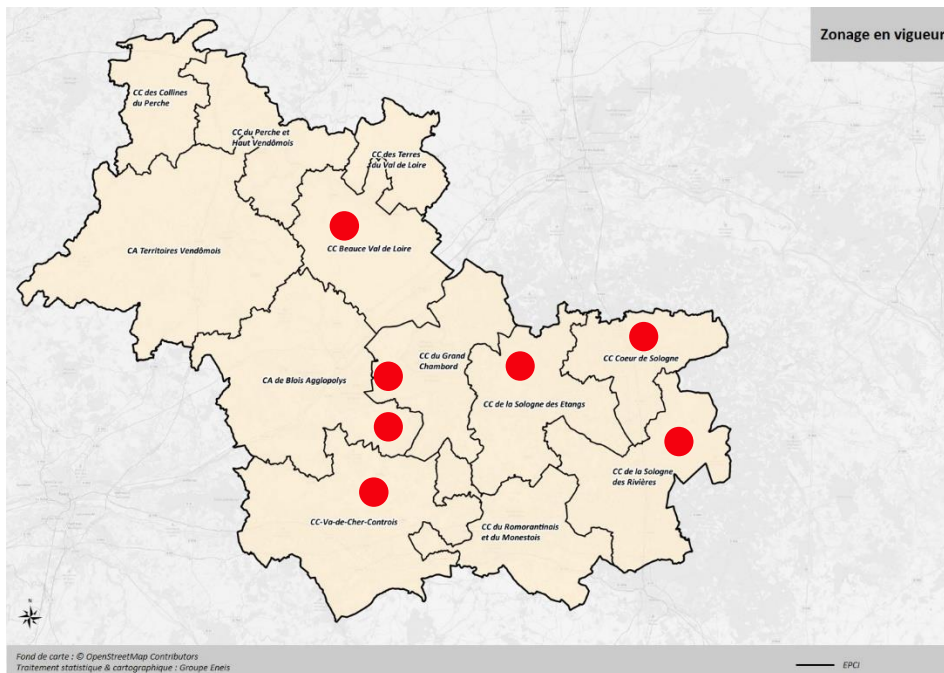 Zonage en vigueur
CC des Collines
du Perche
CC du Perche et
Haut Vendômois
CC des Terres
du Val de Loire
CA Territoires Vendômois
CC Beauce Val de Loire
CC du Grand
Chambord
CC Coeur de Sologne
CA de Blois Agglopolys
CC de la Sologne des Etangs
CC de la Sologne
des Rivières
CC-Va-de-Cher-Controis
CC du Romorantinais
et du Monestois
N
Fond de carte : © OpenStreetMap Contributors
Traitement statistique & cartographique : Groupe Eneis
EPCI